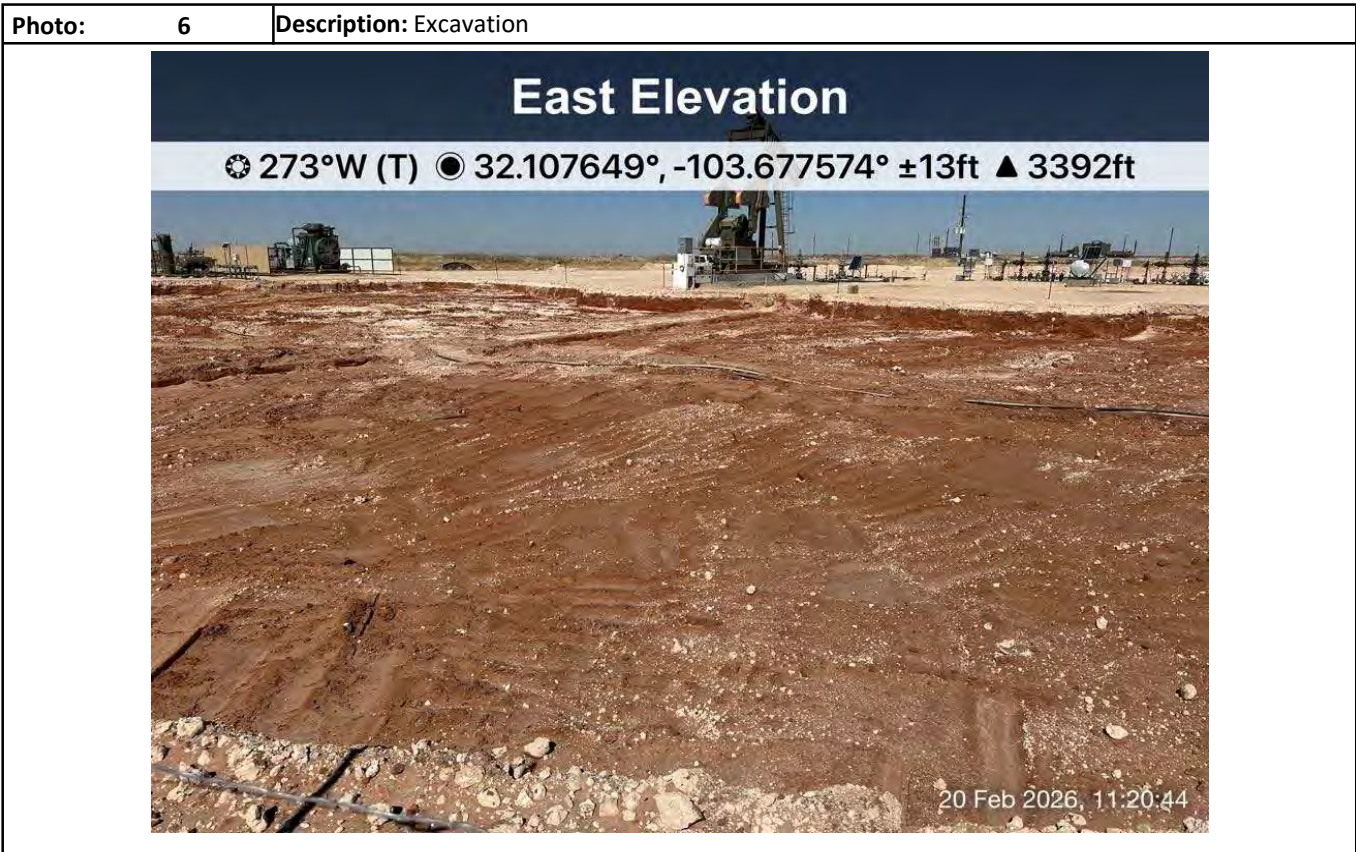 Photo: 6 Description: Excavation
East Elevation
273°W (T) 32.107649°, -103.677574° ±13ft ▲ 3392ft
20 Feb 2026, 11:20:44